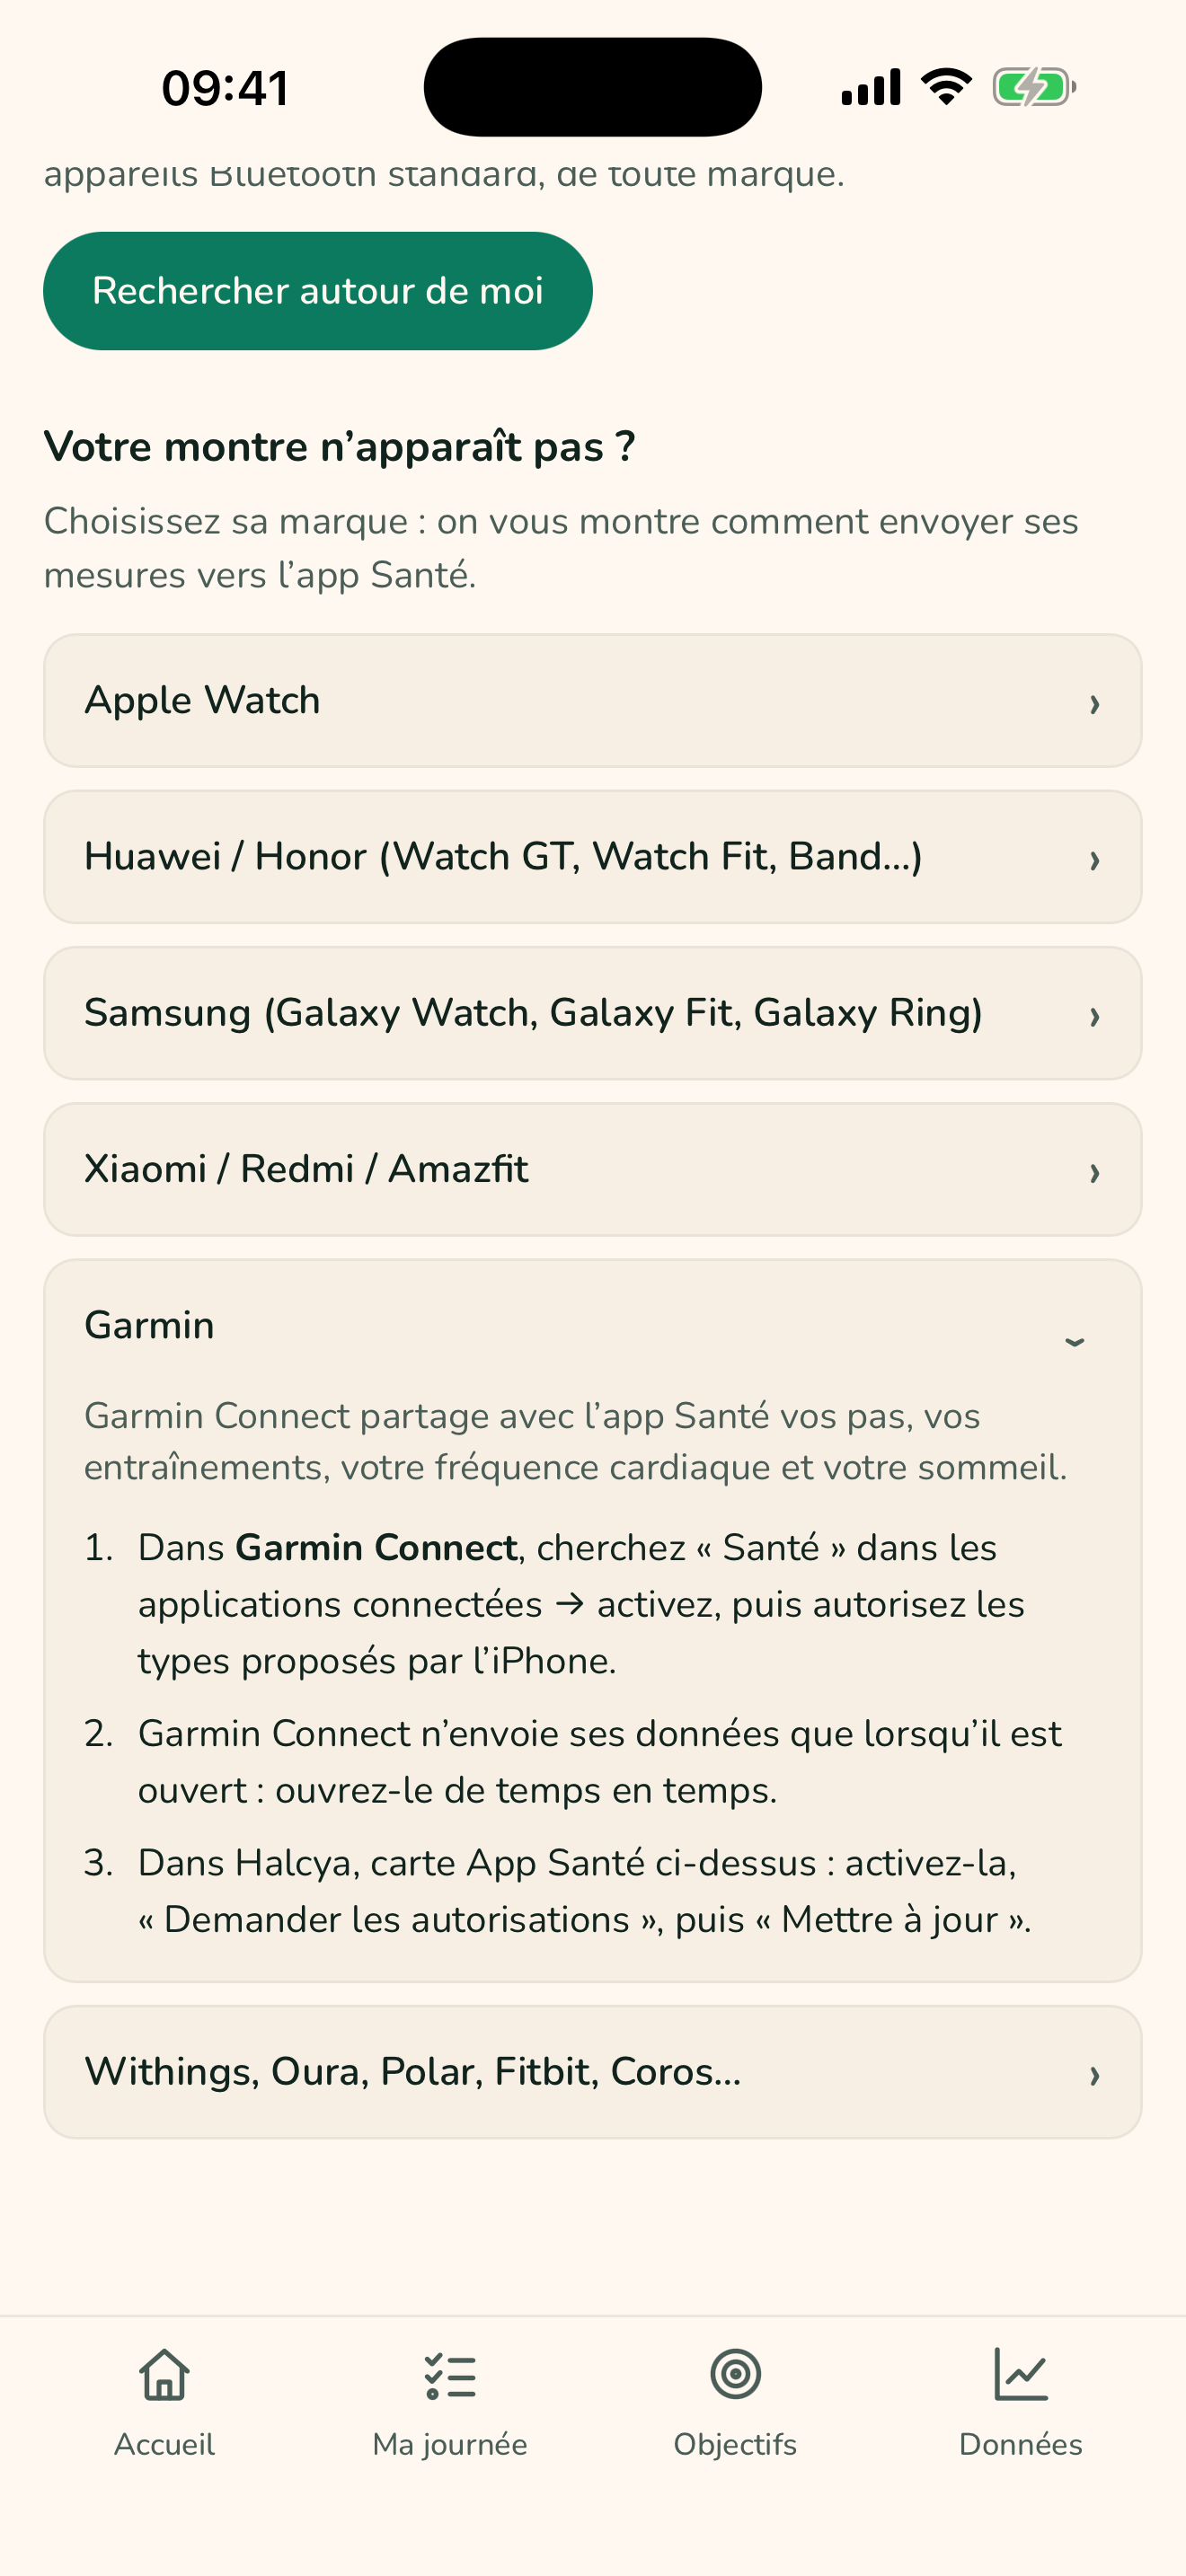 09:41
appareils Bluetooth standard, de toute marque.
Rechercher autour de moi
Votre montre n’apparaît pas ?
Choisissez sa marque : on vous montre comment envoyer ses
mesures vers l’app Santé.
Apple Watch
Huawei / Honor (Watch GT, Watch Fit, Band…)
Samsung (Galaxy Watch, Galaxy Fit, Galaxy Ring)
Xiaomi / Redmi / Amazfit
Garmin
Garmin Connect partage avec l’app Santé vos pas, vos
entraînements, votre fréquence cardiaque et votre sommeil.
1. Dans Garmin Connect, cherchez « Santé » dans les
applications connectées → activez, puis autorisez les
types proposés par l’iPhone.
2. Garmin Connect n’envoie ses données que lorsqu’il est
ouvert : ouvrez-le de temps en temps.
3. Dans Halcya, carte App Santé ci-dessus : activez-la,
« Demander les autorisations », puis « Mettre à jour ».
Withings, Oura, Polar, Fitbit, Coros…
Accueil
Ma journée
Objectifs
Données